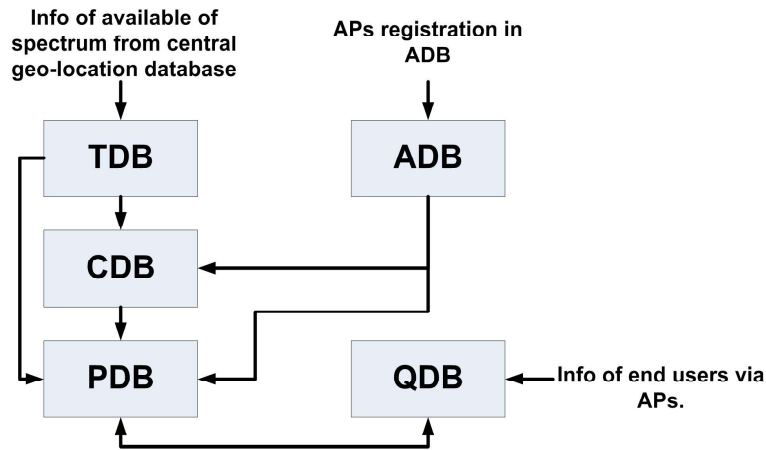 Info of available of
spectrum from central
geo-location database
APs registration in
ADB
TDB
ADB
CDB
PDB
QDB
Info of end users via
APs.